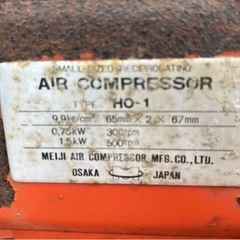 SMALL-SIZED RECIPROCATING
AIR COMPRESSOR
TYPE HO-1
9.9kg/cm² 65mm × 2 × 67mm
0,75kW 300rpm
1.5kW 500rpm
MEIJI AIR COMPRESSOR MFG.CO.,LTD.
OSAKA JAPAN